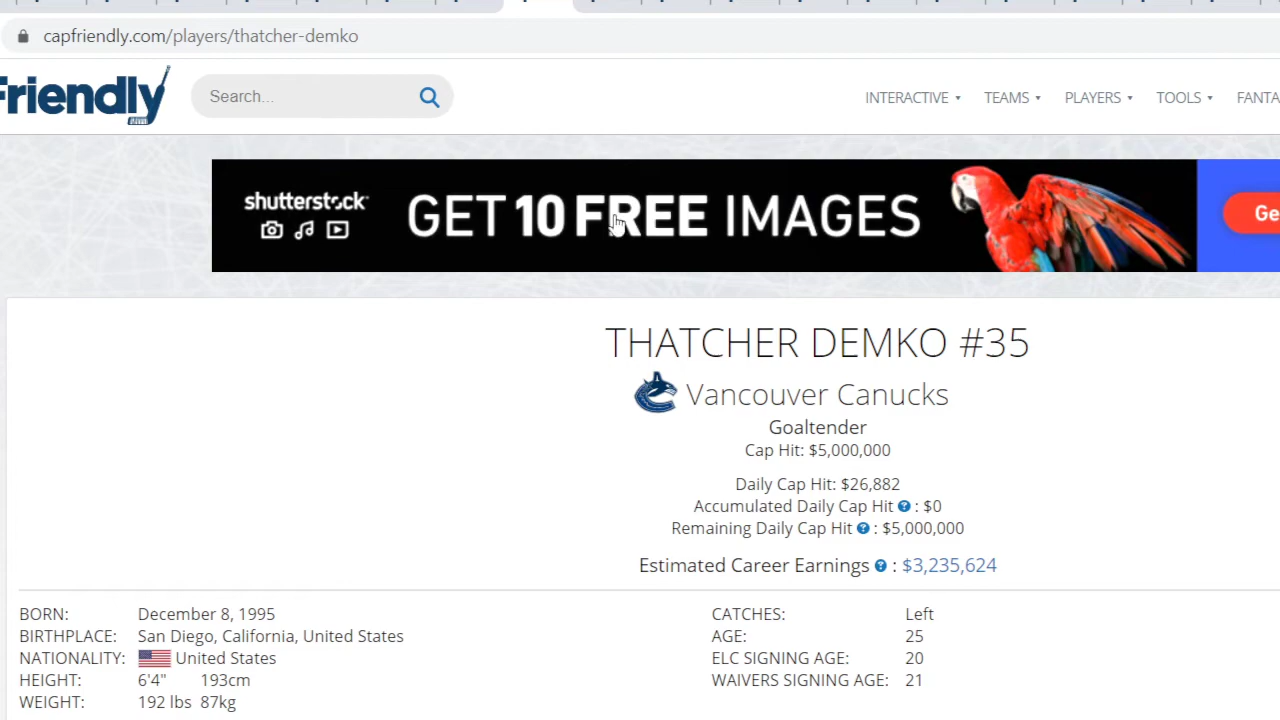 capfriendly.com/players/thatcher-demko
Friendly
Search...
INTERACTIVE ▾ TEAMS ▾ PLAYERS ▾ TOOLS ▾ FANTA
shutterstock
GET 10 FREE IMAGES
Ge
THATCHER DEMKO #35
Vancouver Canucks
Goaltender
Cap Hit: $5,000,000
Daily Cap Hit: $26,882
Accumulated Daily Cap Hit ? : $0
Remaining Daily Cap Hit ? : $5,000,000
Estimated Career Earnings ? : $3,235,624
BORN: December 8, 1995
BIRTHPLACE: San Diego, California, United States
NATIONALITY: United States
HEIGHT: 6'4" 193cm
WEIGHT: 192 lbs 87kg
CATCHES: Left
AGE: 25
ELC SIGNING AGE: 20
WAIVERS SIGNING AGE: 21